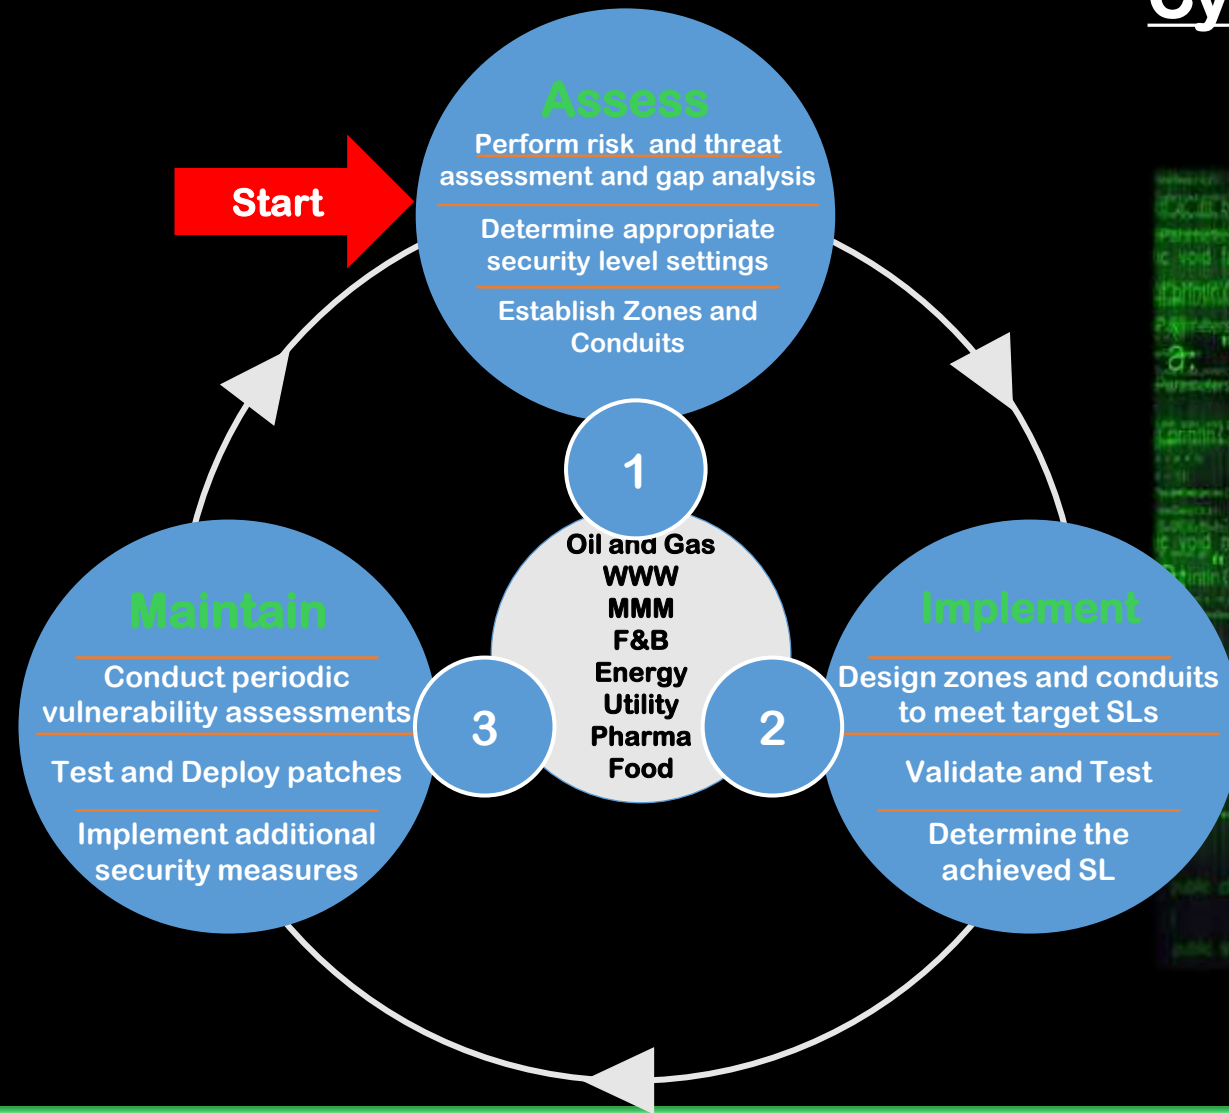 Cy
Start
Assess
Perform risk and threat
assessment and gap analysis
Determine appropriate
security level settings
Establish Zones and
Conduits
1
Oil and Gas
WWW
MMM
F&B
Energy
Utility
Pharma
Food
Implement
Design zones and conduits
to meet target SLs
Validate and Test
Determine the
achieved SL
2
Maintain
Conduct periodic
vulnerability assessments
Test and Deploy patches
Implement additional
security measures
3